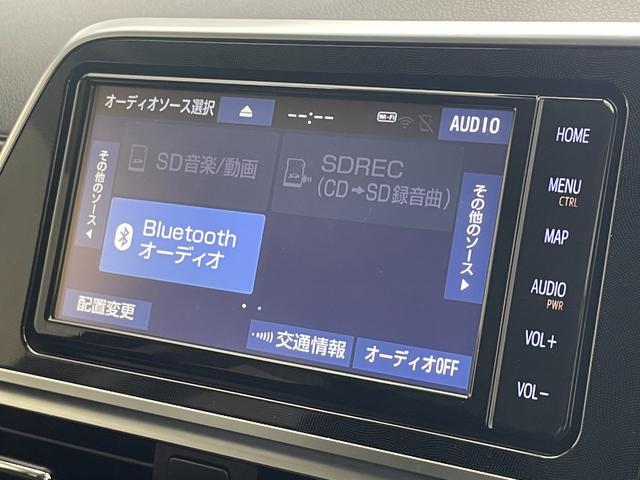 オーディオソース選択
--:--
Wi-Fi
AUDIO
その他のソース
SD音楽/動画
SDREC
(CD➡SD録音曲)
その他のソース
Bluetooth
オーディオ
配置変更
交通情報
オーディオOFF
HOME
MENU
CTRL
MAP
AUDIO
PWR
VOL+
VOL-